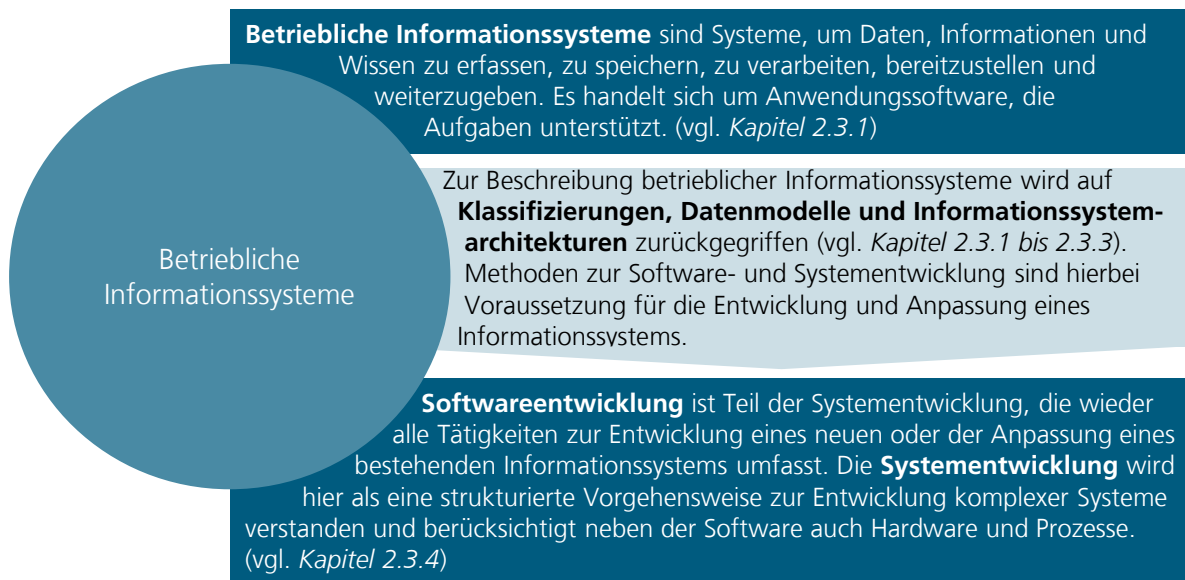 Betriebliche Informationssysteme sind Systeme, um Daten, Informationen und
Wissen zu erfassen, zu speichern, zu verarbeiten, bereitzustellen und
weiterzugeben. Es handelt sich um Anwendungssoftware, die
Aufgaben unterstützt. (vgl. Kapitel 2.3.1)
Zur Beschreibung betrieblicher Informationssysteme wird auf
Klassifizierungen, Datenmodelle und Informationssystem-
architekturen zurückgegriffen (vgl. Kapitel 2.3.1 bis 2.3.3).
Methoden zur Software- und Systementwicklung sind hierbei
Voraussetzung für die Entwicklung und Anpassung eines
Informationssystems.
Betriebliche
Informationssysteme
Softwareentwicklung ist Teil der Systementwicklung, die wieder
alle Tätigkeiten zur Entwicklung eines neuen oder der Anpassung eines
bestehenden Informationssystems umfasst. Die Systementwicklung wird
hier als eine strukturierte Vorgehensweise zur Entwicklung komplexer Systeme
verstanden und berücksichtigt neben der Software auch Hardware und Prozesse.
(vgl. Kapitel 2.3.4)